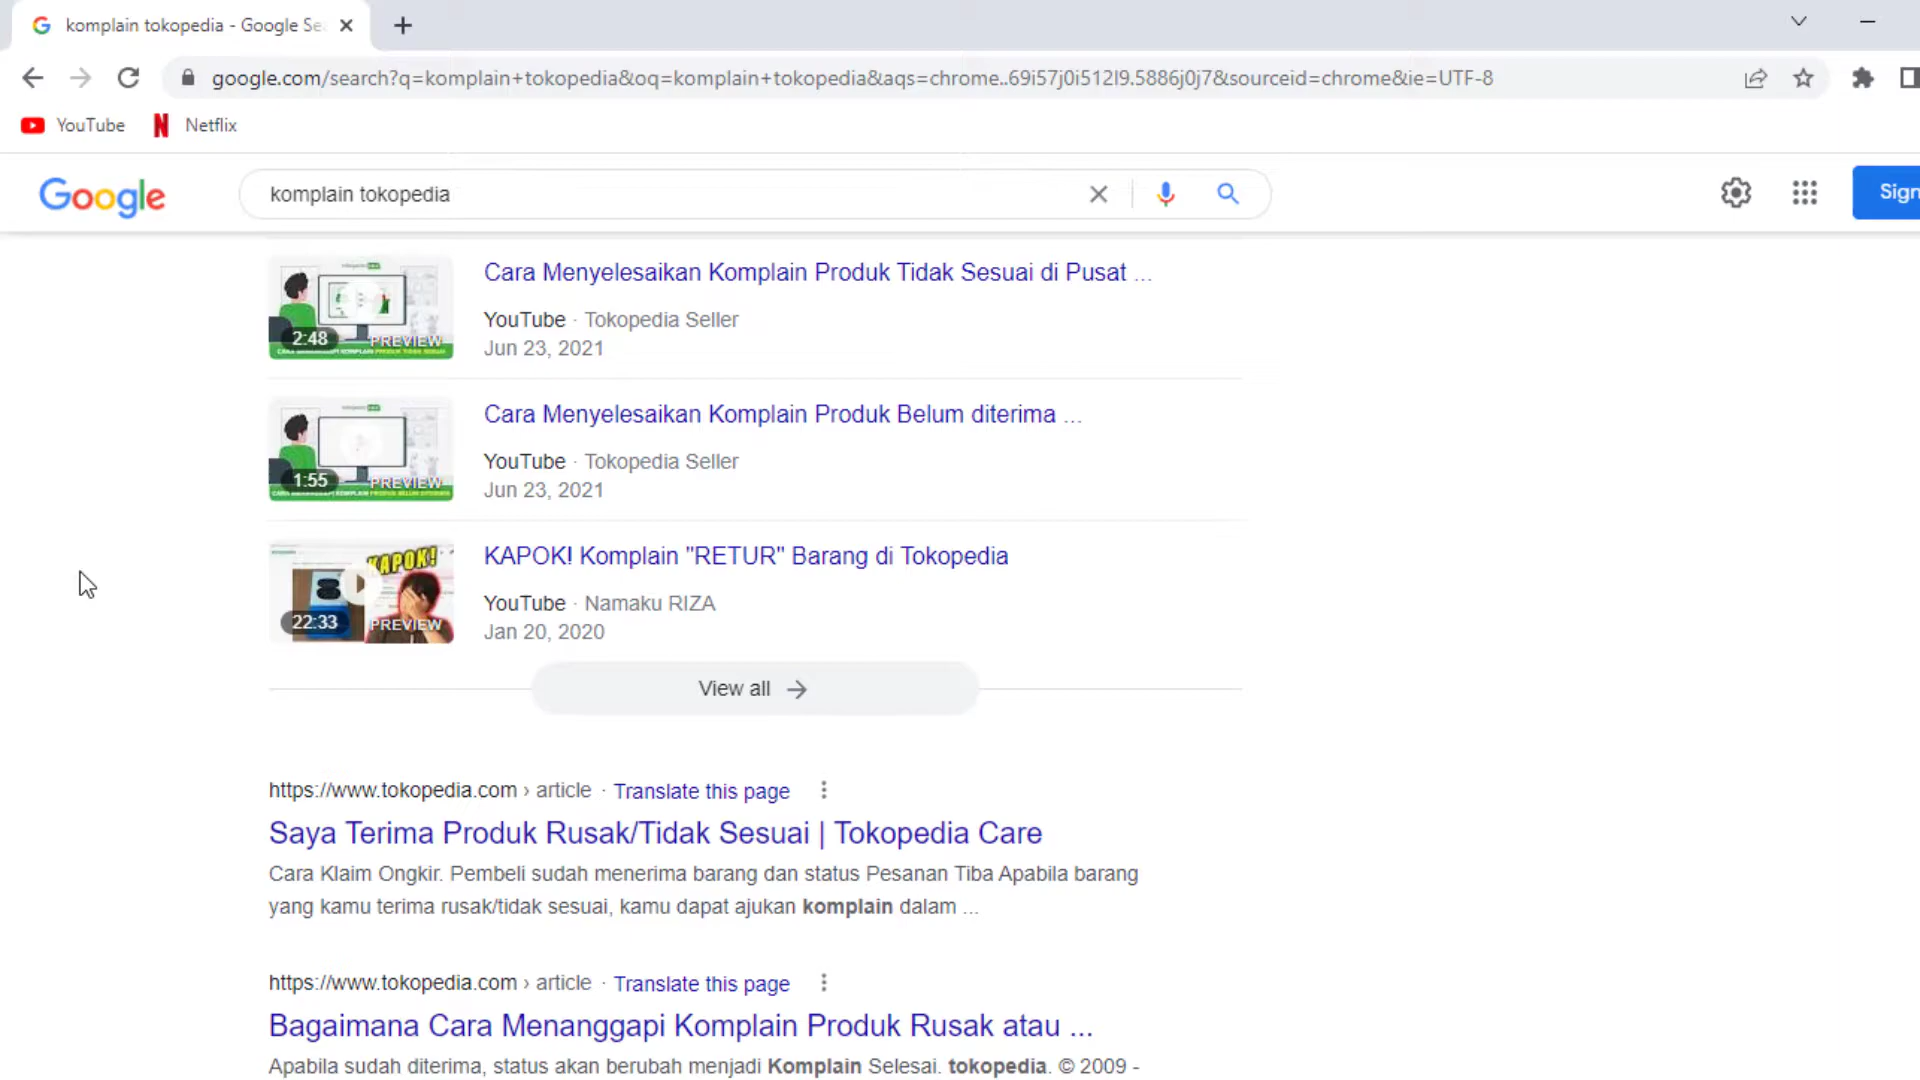 komplain tokopedia - Google Se
google.com/search?q=komplain+tokopedia&oq=komplain+tokopedia&aqs=chrome..69i57j0i512l9.5886j0j7&sourceid=chrome&ie=UTF-8
YouTube Netflix
Google komplain tokopedia Sign
Cara Menyelesaikan Komplain Produk Tidak Sesuai di Pusat ...
YouTube · Tokopedia Seller
Jun 23, 2021
2:48 PREVIEW
Cara Menyelesaikan Komplain Produk Belum diterima ...
YouTube · Tokopedia Seller
Jun 23, 2021
1:55 PREVIEW
KAPOK! Komplain "RETUR" Barang di Tokopedia
YouTube · Namaku RIZA
Jan 20, 2020
KAPOK!
22:33 PREVIEW
View all
https://www.tokopedia.com › article · Translate this page
Saya Terima Produk Rusak/Tidak Sesuai | Tokopedia Care
Cara Klaim Ongkir. Pembeli sudah menerima barang dan status Pesanan Tiba Apabila barang
yang kamu terima rusak/tidak sesuai, kamu dapat ajukan komplain dalam ...
https://www.tokopedia.com › article · Translate this page
Bagaimana Cara Menanggapi Komplain Produk Rusak atau ...
Apabila sudah diterima, status akan berubah menjadi Komplain Selesai. tokopedia. © 2009 -